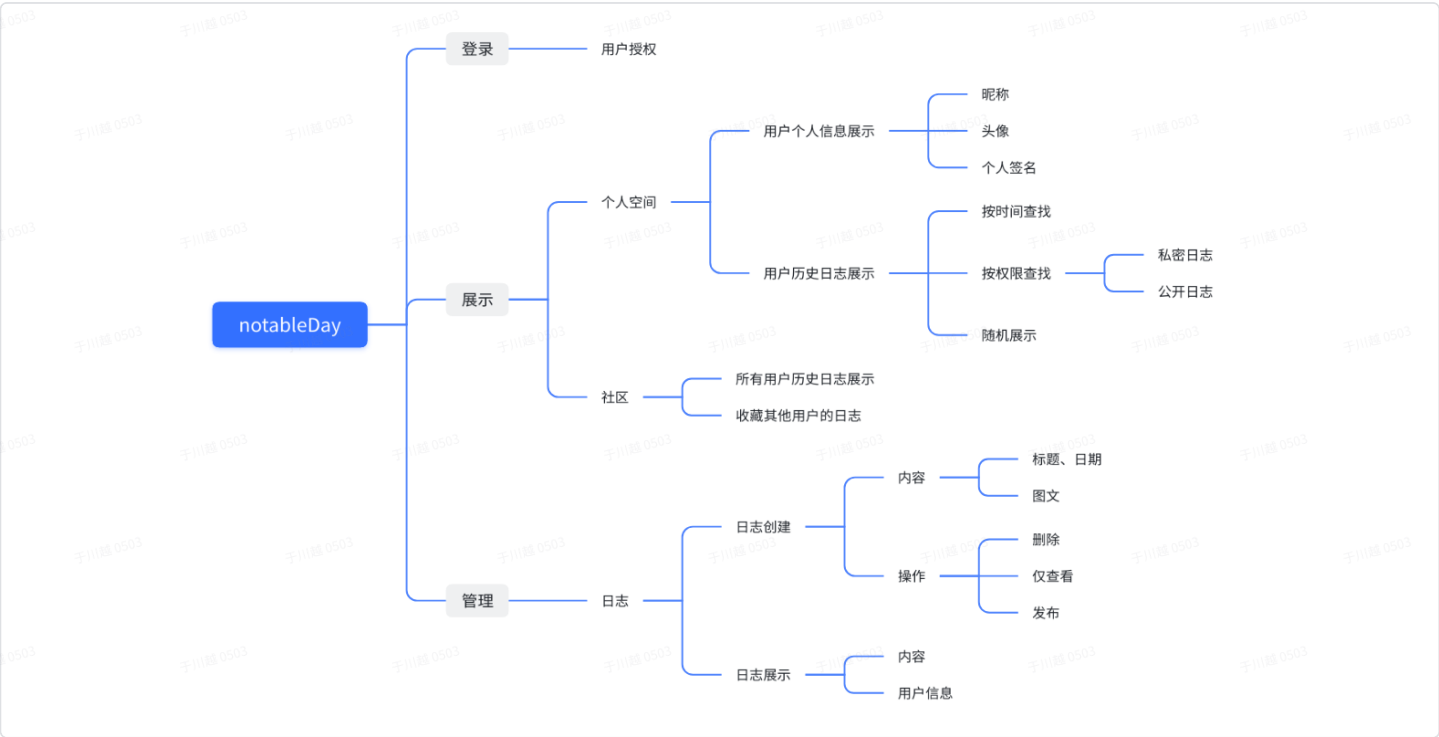 登录
用户授权
昵称
用户个人信息展示
头像
个人签名
个人空间
按时间查找
私密日志
用户历史日志展示
按权限查找
公开日志
展示
notableDay
随机展示
所有用户历史日志展示
社区
收藏其他用户的日志
标题、日期
内容
图文
日志创建
删除
操作
仅查看
管理
日志
发布
内容
日志展示
用户信息
于川越 0503